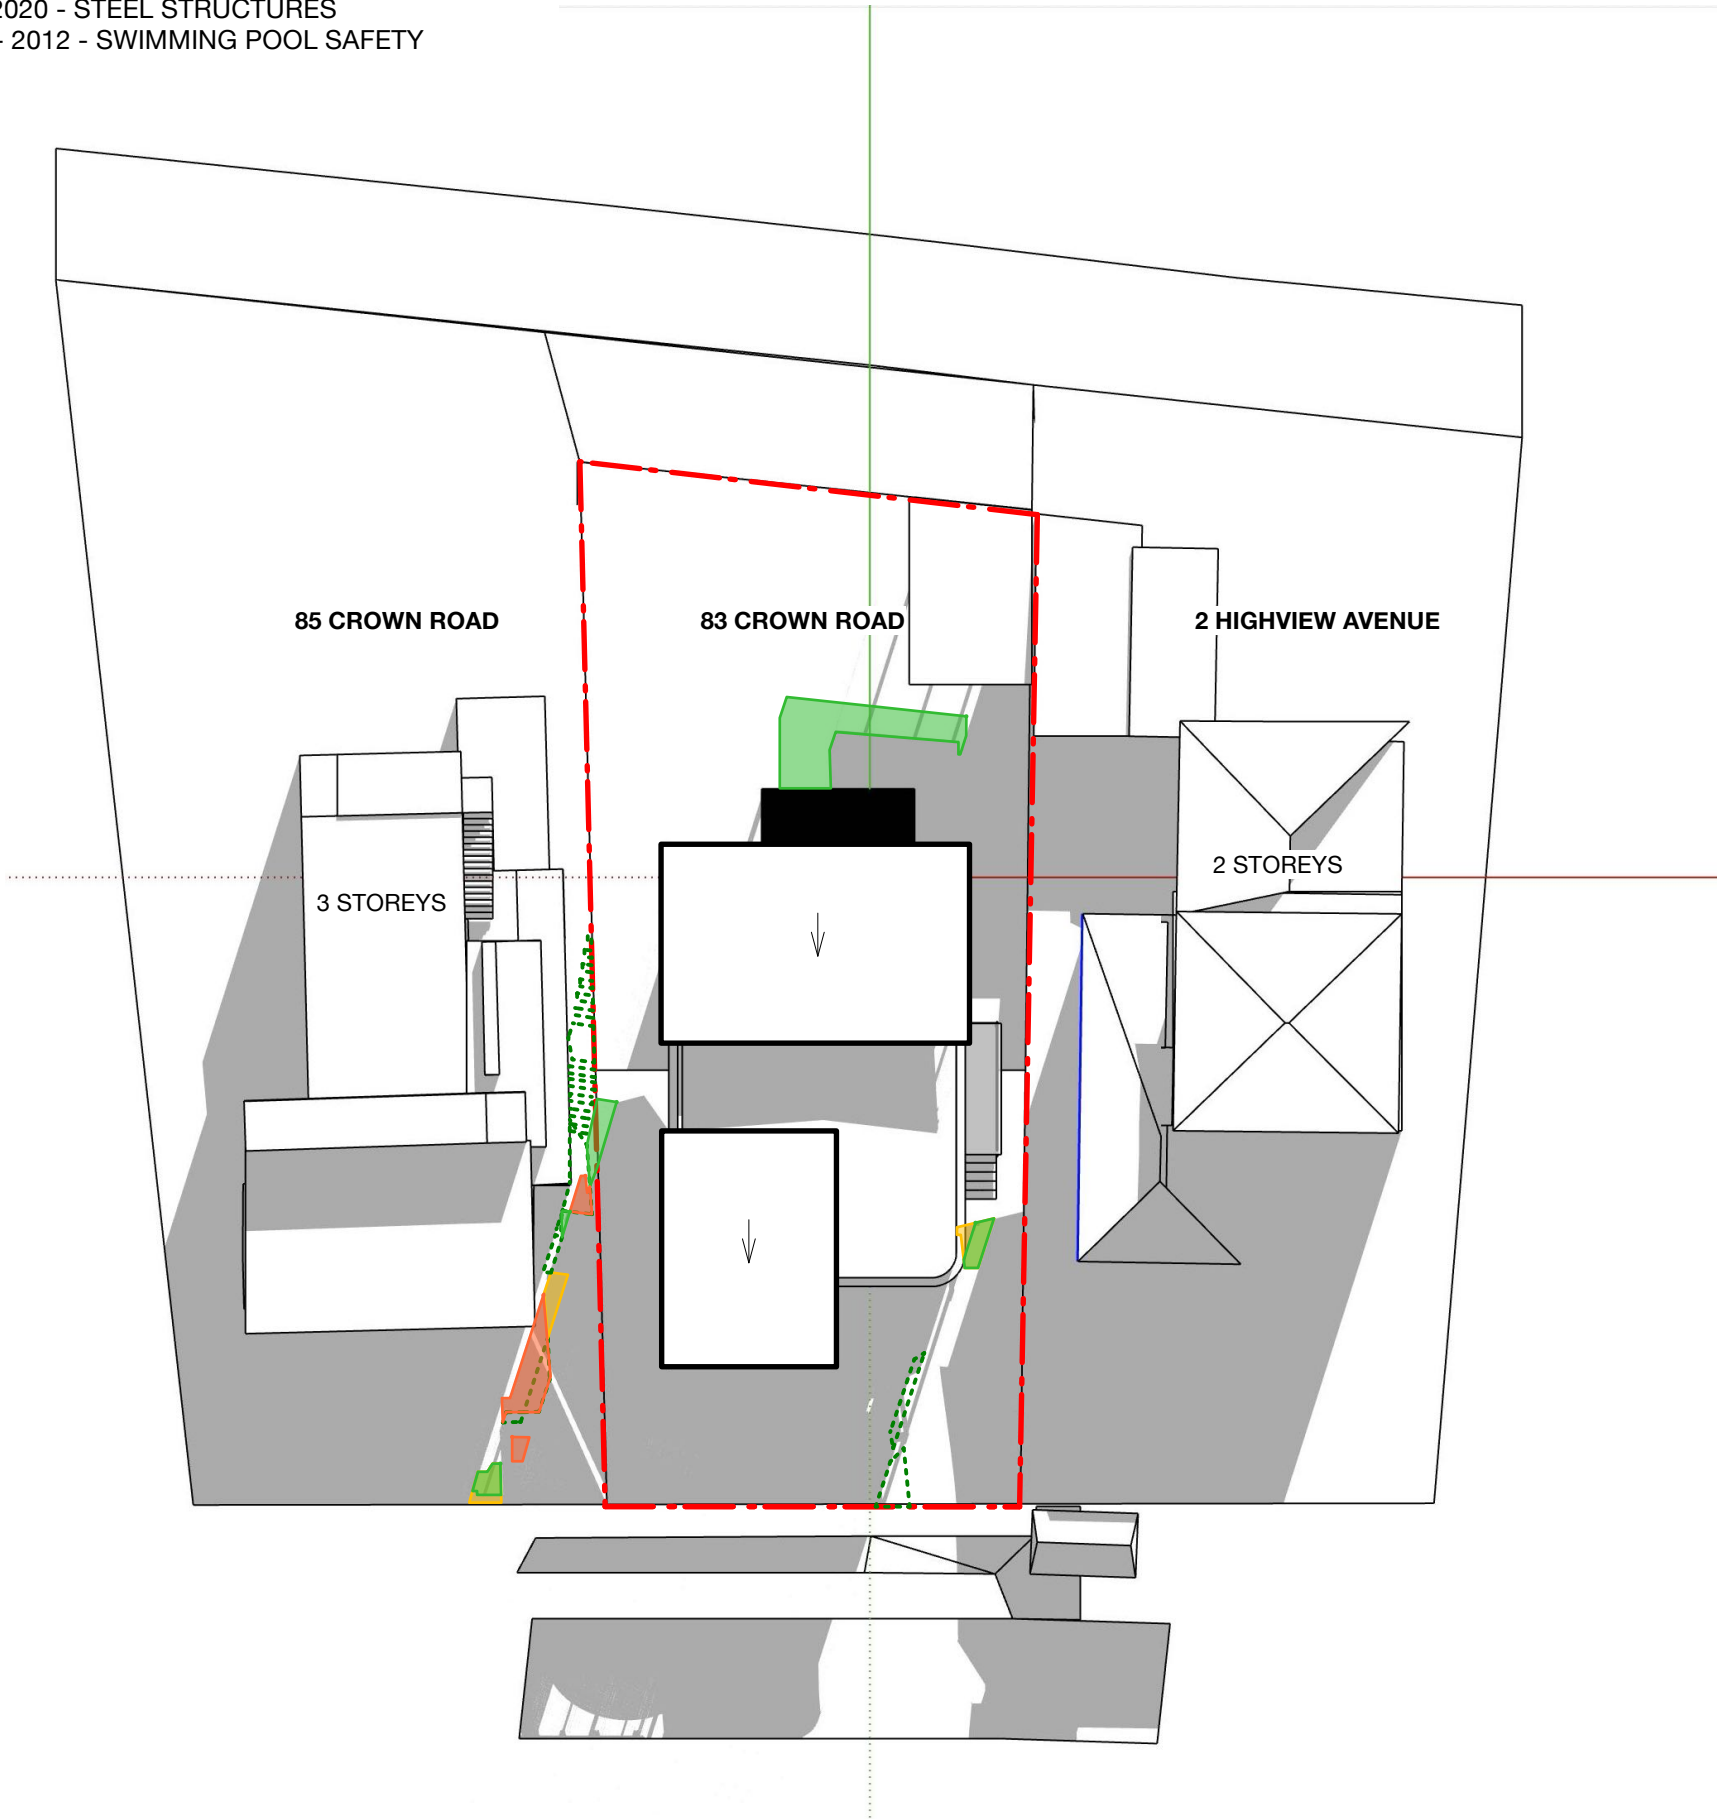 2020 - STEEL STRUCTURES
- 2012 - SWIMMING POOL SAFETY
85 CROWN ROAD
83 CROWN ROAD
2 HIGHVIEW AVENUE
3 STOREYS
2 STOREYS